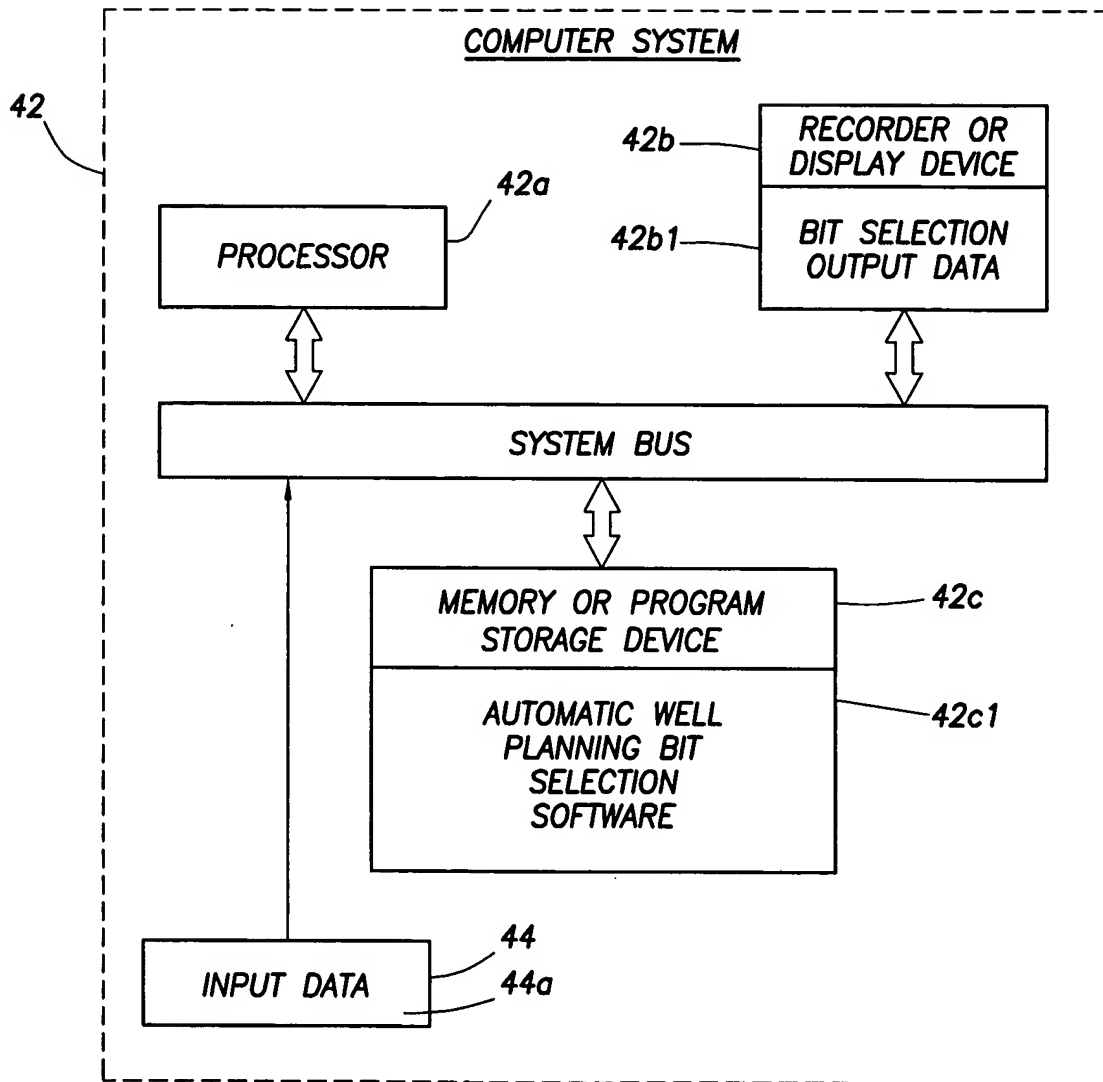 COMPUTER SYSTEM
42
42b
RECORDER OR
DISPLAY DEVICE
42a
42b1
BIT SELECTION
OUTPUT DATA
PROCESSOR
SYSTEM BUS
MEMORY OR PROGRAM
STORAGE DEVICE
42c
AUTOMATIC WELL
PLANNING BIT
SELECTION
SOFTWARE
42c1
INPUT DATA
44
44a